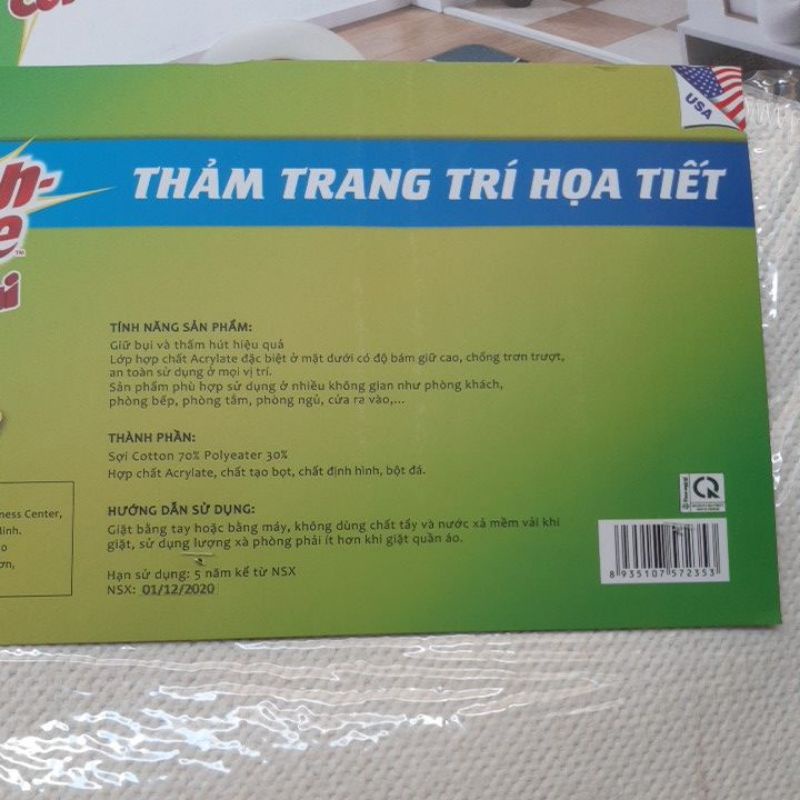 USA
h-
e™
THẢM TRANG TRÍ HỌA TIẾT
TÍNH NĂNG SẢN PHẨM:
Giữ bụi và thấm hút hiệu quả
Lớp hợp chất Acrylate đặc biệt ở mặt dưới có độ bám giữ cao, chống trơn trượt,
an toàn sử dụng ở mọi vị trí.
Sản phẩm phù hợp sử dụng ở nhiều không gian như phòng khách,
phòng bếp, phòng tắm, phòng ngủ, cửa ra vào,...
THÀNH PHẦN:
Sợi Cotton 70% Polyeater 30%
Hợp chất Acrylate, chất tạo bọt, chất định hình, bột đá.
ness Center,
HƯỚNG DẪN SỬ DỤNG:
Giặt bằng tay hoặc bằng máy, không dùng chất tẩy và nước xả mềm vải khi
giặt, sử dụng lượng xà phòng phải ít hơn khi giặt quần áo.
Hạn sử dụng: 5 năm kể từ NSX
NSX: 01/12/2020
8 935107 572353